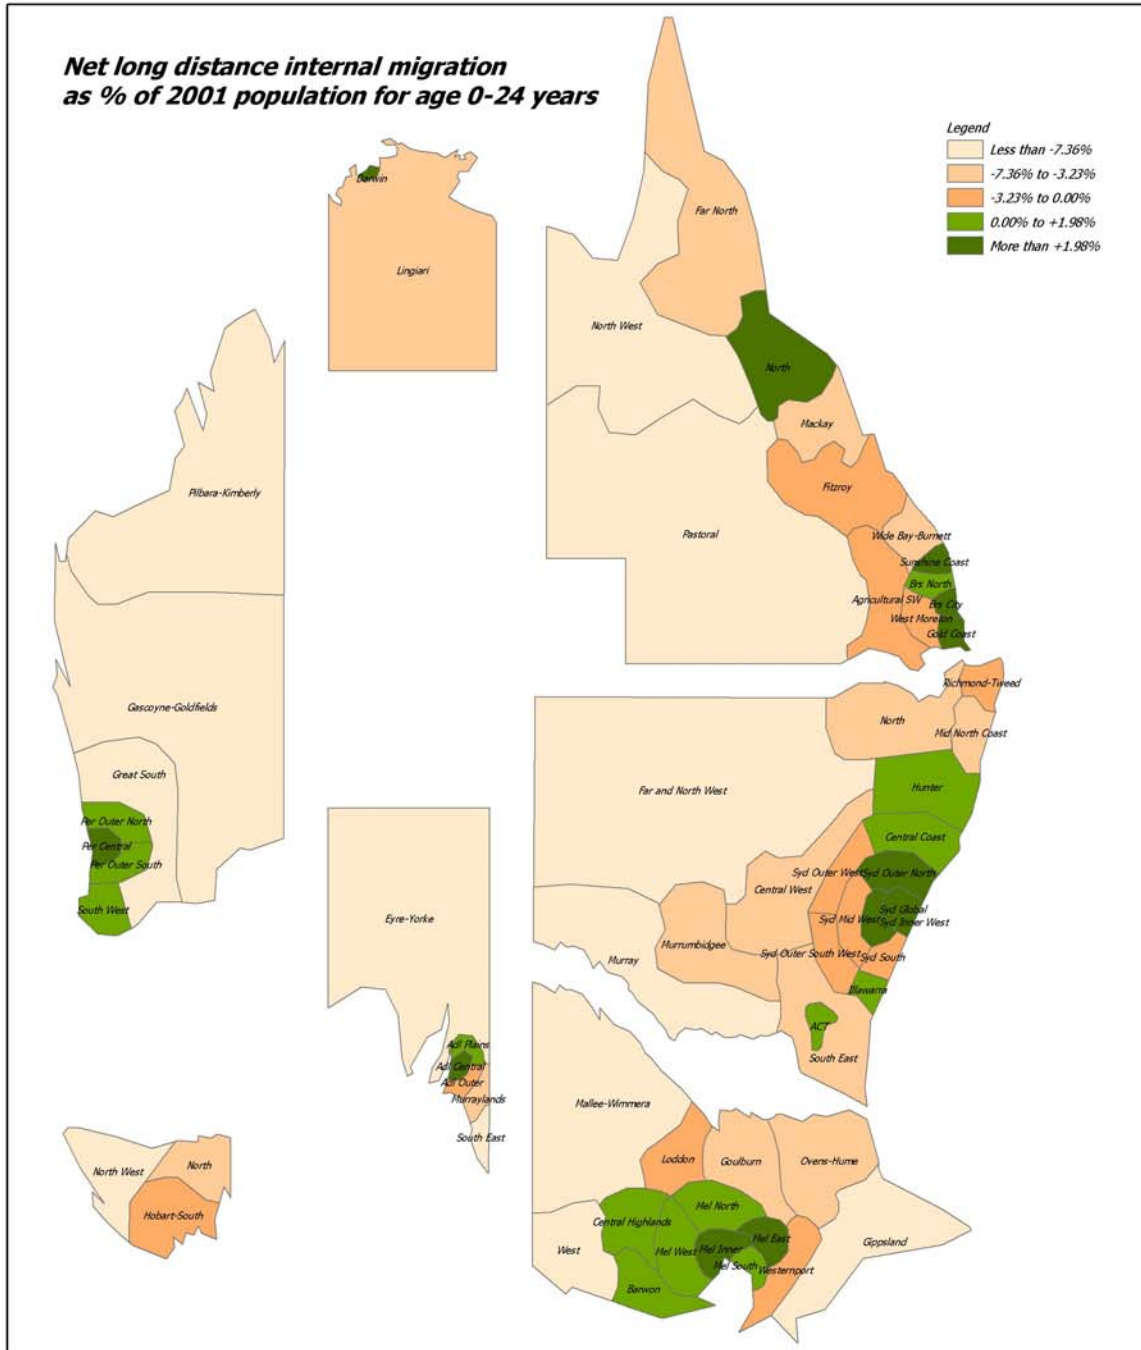 Net long distance internal migration
as % of 2001 population for age 0-24 years
Legend
Less than -7.36%
-7.36% to -3.23%
-3.23% to 0.00%
0.00% to +1.98%
More than +1.98%
Darwin
Lingiari
Far North
North West
North
Mackay
Fitzroy
Pastoral
Wide Bay-Burnett
Sunshine Coast
Brs North
Agricultural SW
Brs City
West Moreton
Gold Coast
Pilbara-Kimberly
Gascoyne-Goldfields
Great South
Per Outer North
Per Central
Per Outer South
South West
Richmond-Tweed
North
Mid North Coast
Far and North West
Hunter
Central Coast
Syd Outer West
Syd Outer North
Central West
Syd Global
Syd Mid West
Syd Inner West
Murrumbidgee
Syd Outer South West
Syd South
Murray
Illawarra
ACT
South East
Eyre-Yorke
Adl Plains
Adl Central
Adl Outer
Murraylands
South East
North West
North
Hobart-South
Mallee-Wimmera
Loddon
Goulburn
Ovens-Hume
Mel North
Central Highlands
Mel East
Mel West
Mel Inner
Gippsland
West
Mel South
Westernport
Barwon